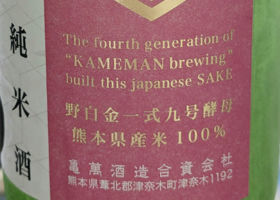 純米酒
The fourth generation of
"KAMEMAN brewing"
built this japanese SAKE
野白金一式九号酵母
熊本県産米100%
亀萬酒造合資会社
熊本県葦北郡津奈木町津奈木1192